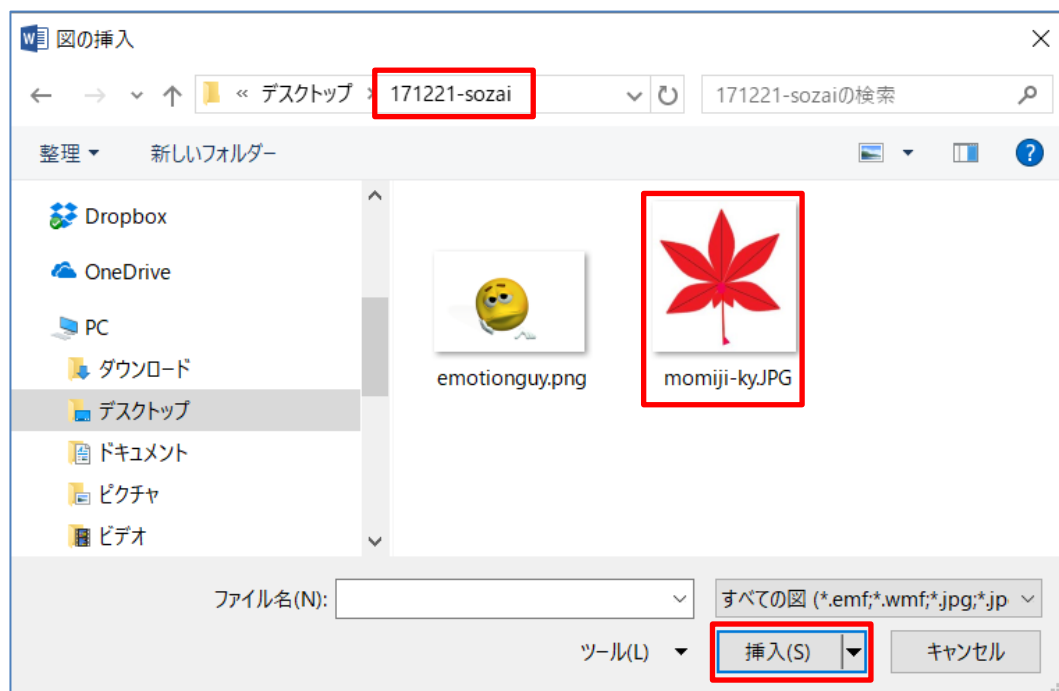 図の挿入
« デスクトップ › 171221-sozai
171221-sozaiの検索
整理
新しいフォルダー
Dropbox
OneDrive
PC
ダウンロード
デスクトップ
ドキュメント
ピクチャ
ビデオ
emotionguy.png
momiji-ky.JPG
ファイル名(N):
すべての図 (*.emf;*.wmf;*.jpg;*.jp
ツール(L)
挿入(S)
キャンセル